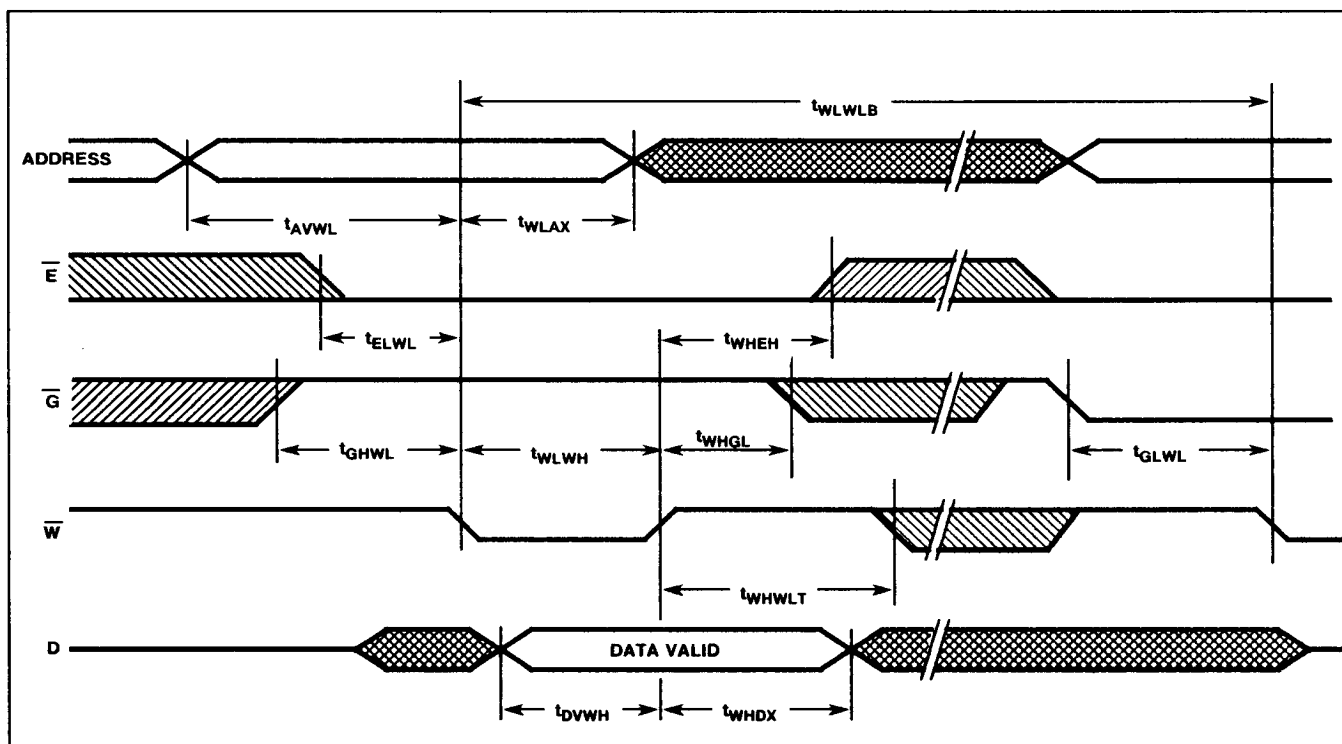 tWLWLB
ADDRESS
tAVWL
tWLAX
E
tELWL
tWHEH
G
tGHWL
tWLWH
tWHGL
tGLWL
W
tWHWLT
D
DATA VALID
tDVWH
tWHDX